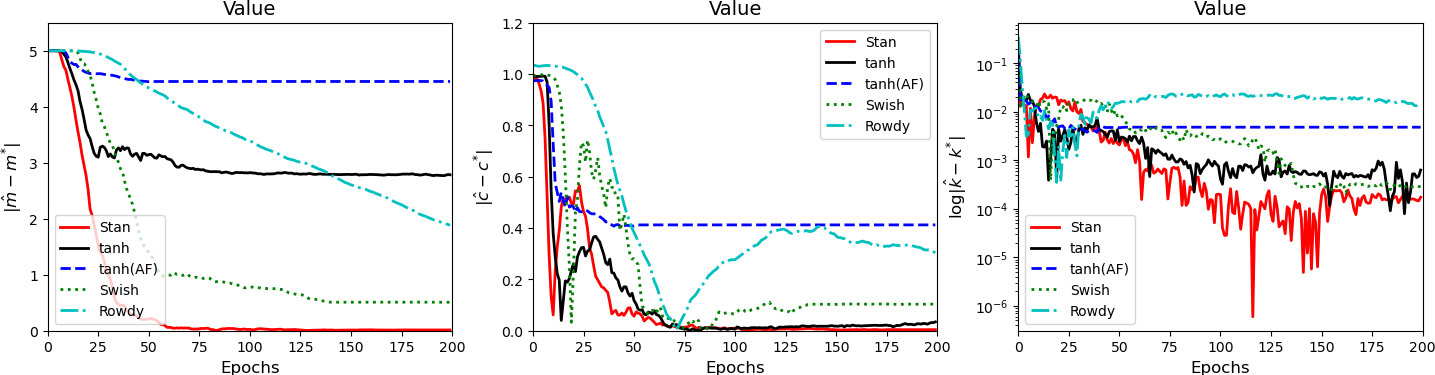 Value
|m̂ − m*|
5
4
3
2
1
0
Stan
tanh
tanh(AF)
Swish
Rowdy
0 25 50 75 100 125 150 175 200
Epochs
Value
|ĉ − c*|
1.2
1.0
0.8
0.6
0.4
0.2
0.0
Stan
tanh
tanh(AF)
Swish
Rowdy
0 25 50 75 100 125 150 175 200
Epochs
Value
log|k̂ − k*|
10⁻¹
10⁻²
10⁻³
10⁻⁴
10⁻⁵
10⁻⁶
Stan
tanh
tanh(AF)
Swish
Rowdy
0 25 50 75 100 125 150 175 200
Epochs